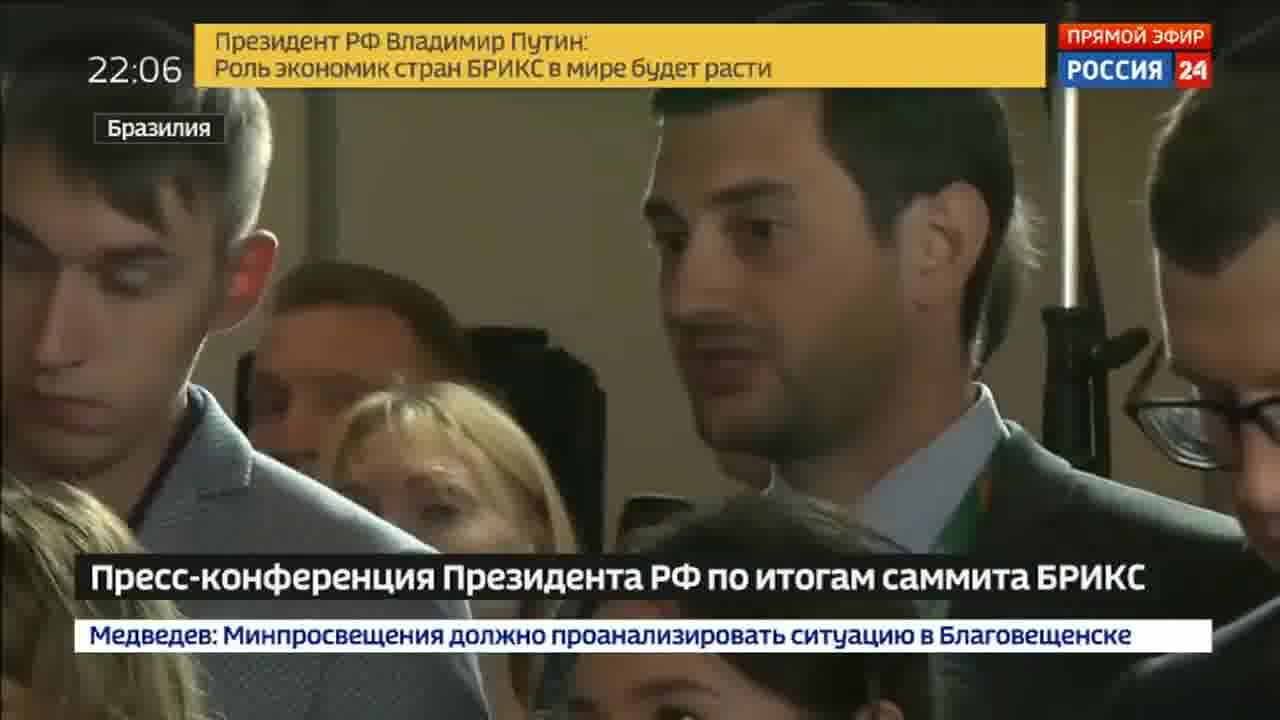 22:06
Президент РФ Владимир Путин:
Роль экономик стран БРИКС в мире будет расти
ПРЯМОЙ ЭФИР
РОССИЯ 24
Бразилия
Пресс-конференция Президента РФ по итогам саммита БРИКС
Медведев: Минпросвещения должно проанализировать ситуацию в Благовещенске